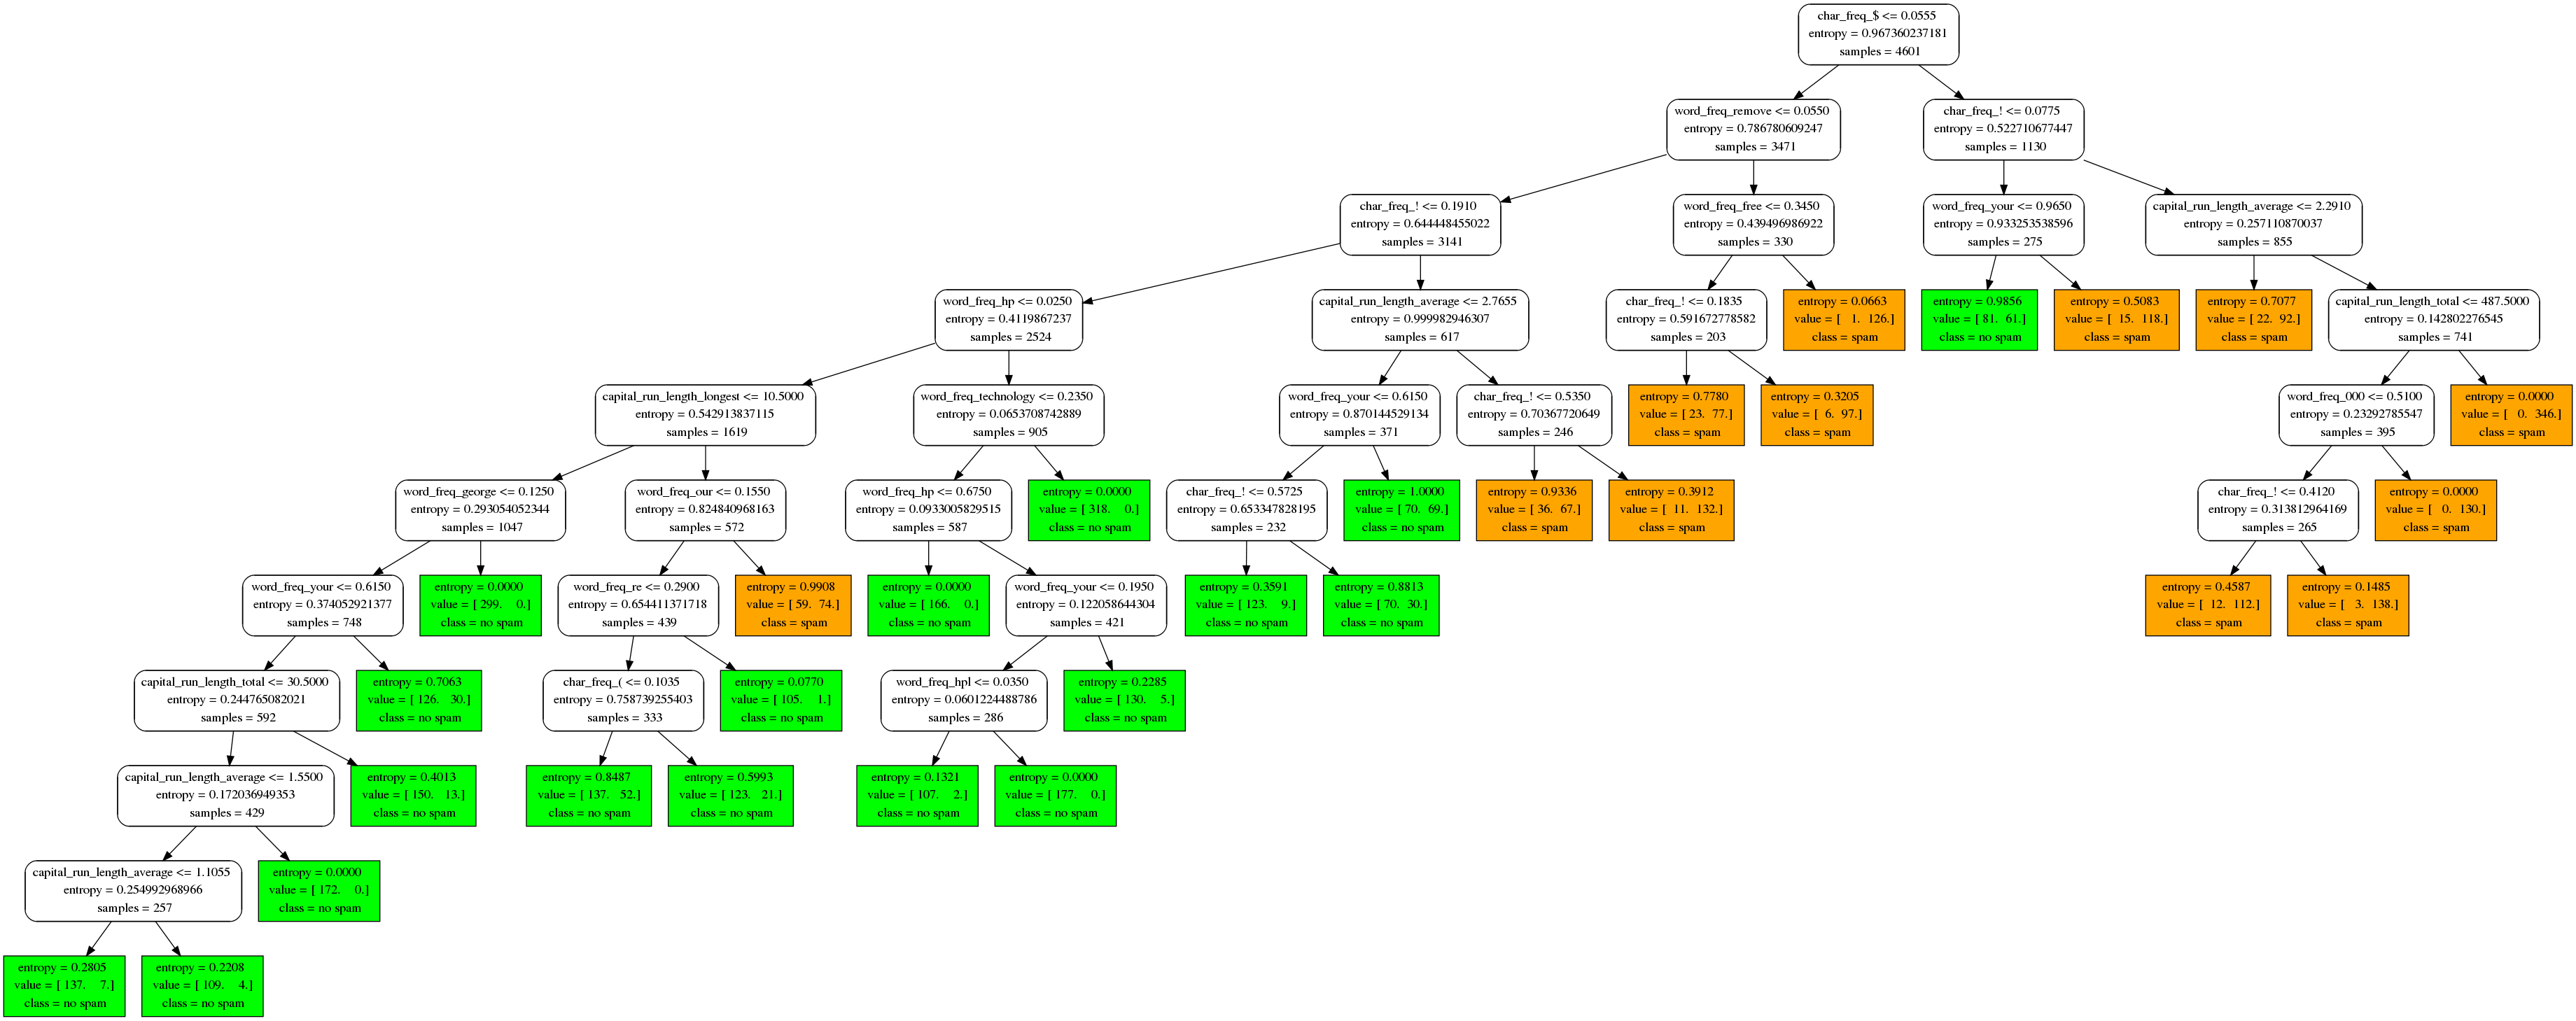 char_freq_$ <= 0.0555
entropy = 0.967360237181
samples = 4601
word_freq_remove <= 0.0550
entropy = 0.786780609247
samples = 3471
char_freq_! <= 0.0775
entropy = 0.522710677447
samples = 1130
char_freq_! <= 0.1910
entropy = 0.644448455022
samples = 3141
word_freq_free <= 0.3450
entropy = 0.439496986922
samples = 330
word_freq_your <= 0.9650
entropy = 0.933253538596
samples = 275
capital_run_length_average <= 2.2910
entropy = 0.257110870037
samples = 855
word_freq_hp <= 0.0250
entropy = 0.4119867237
samples = 2524
capital_run_length_average <= 2.7655
entropy = 0.999982946307
samples = 617
char_freq_! <= 0.1835
entropy = 0.591672778582
samples = 203
entropy = 0.0663
value = [ 1. 126.]
class = spam
entropy = 0.9856
value = [ 81. 61.]
class = no spam
entropy = 0.5083
value = [ 15. 118.]
class = spam
entropy = 0.7077
value = [ 22. 92.]
class = spam
capital_run_length_total <= 487.5000
entropy = 0.142802276545
samples = 741
capital_run_length_longest <= 10.5000
entropy = 0.542913837115
samples = 1619
word_freq_technology <= 0.2350
entropy = 0.0653708742889
samples = 905
word_freq_your <= 0.6150
entropy = 0.870144529134
samples = 371
char_freq_! <= 0.5350
entropy = 0.70367720649
samples = 246
entropy = 0.7780
value = [ 23. 77.]
class = spam
entropy = 0.3205
value = [ 6. 97.]
class = spam
word_freq_000 <= 0.5100
entropy = 0.23292785547
samples = 395
entropy = 0.0000
value = [ 0. 346.]
class = spam
word_freq_george <= 0.1250
entropy = 0.293054052344
samples = 1047
word_freq_our <= 0.1550
entropy = 0.824840968163
samples = 572
word_freq_hp <= 0.6750
entropy = 0.0933005829515
samples = 587
entropy = 0.0000
value = [ 318. 0.]
class = no spam
char_freq_! <= 0.5725
entropy = 0.653347828195
samples = 232
entropy = 1.0000
value = [ 70. 69.]
class = no spam
entropy = 0.9336
value = [ 36. 67.]
class = spam
entropy = 0.3912
value = [ 11. 132.]
class = spam
char_freq_! <= 0.4120
entropy = 0.313812964169
samples = 265
entropy = 0.0000
value = [ 0. 130.]
class = spam
word_freq_your <= 0.6150
entropy = 0.374052921377
samples = 748
entropy = 0.0000
value = [ 299. 0.]
class = no spam
word_freq_re <= 0.2900
entropy = 0.654411371718
samples = 439
entropy = 0.9908
value = [ 59. 74.]
class = spam
entropy = 0.0000
value = [ 166. 0.]
class = no spam
word_freq_your <= 0.1950
entropy = 0.122058644304
samples = 421
entropy = 0.3591
value = [ 123. 9.]
class = no spam
entropy = 0.8813
value = [ 70. 30.]
class = no spam
entropy = 0.4587
value = [ 12. 112.]
class = spam
entropy = 0.1485
value = [ 3. 138.]
class = spam
capital_run_length_total <= 30.5000
entropy = 0.244765082021
samples = 592
entropy = 0.7063
value = [ 126. 30.]
class = no spam
char_freq_( <= 0.1035
entropy = 0.758739255403
samples = 333
entropy = 0.0770
value = [ 105. 1.]
class = no spam
word_freq_hpl <= 0.0350
entropy = 0.0601224488786
samples = 286
entropy = 0.2285
value = [ 130. 5.]
class = no spam
capital_run_length_average <= 1.5500
entropy = 0.172036949353
samples = 429
entropy = 0.4013
value = [ 150. 13.]
class = no spam
entropy = 0.8487
value = [ 137. 52.]
class = no spam
entropy = 0.5993
value = [ 123. 21.]
class = no spam
entropy = 0.1321
value = [ 107. 2.]
class = no spam
entropy = 0.0000
value = [ 177. 0.]
class = no spam
capital_run_length_average <= 1.1055
entropy = 0.254992968966
samples = 257
entropy = 0.0000
value = [ 172. 0.]
class = no spam
entropy = 0.2805
value = [ 137. 7.]
class = no spam
entropy = 0.2208
value = [ 109. 4.]
class = no spam